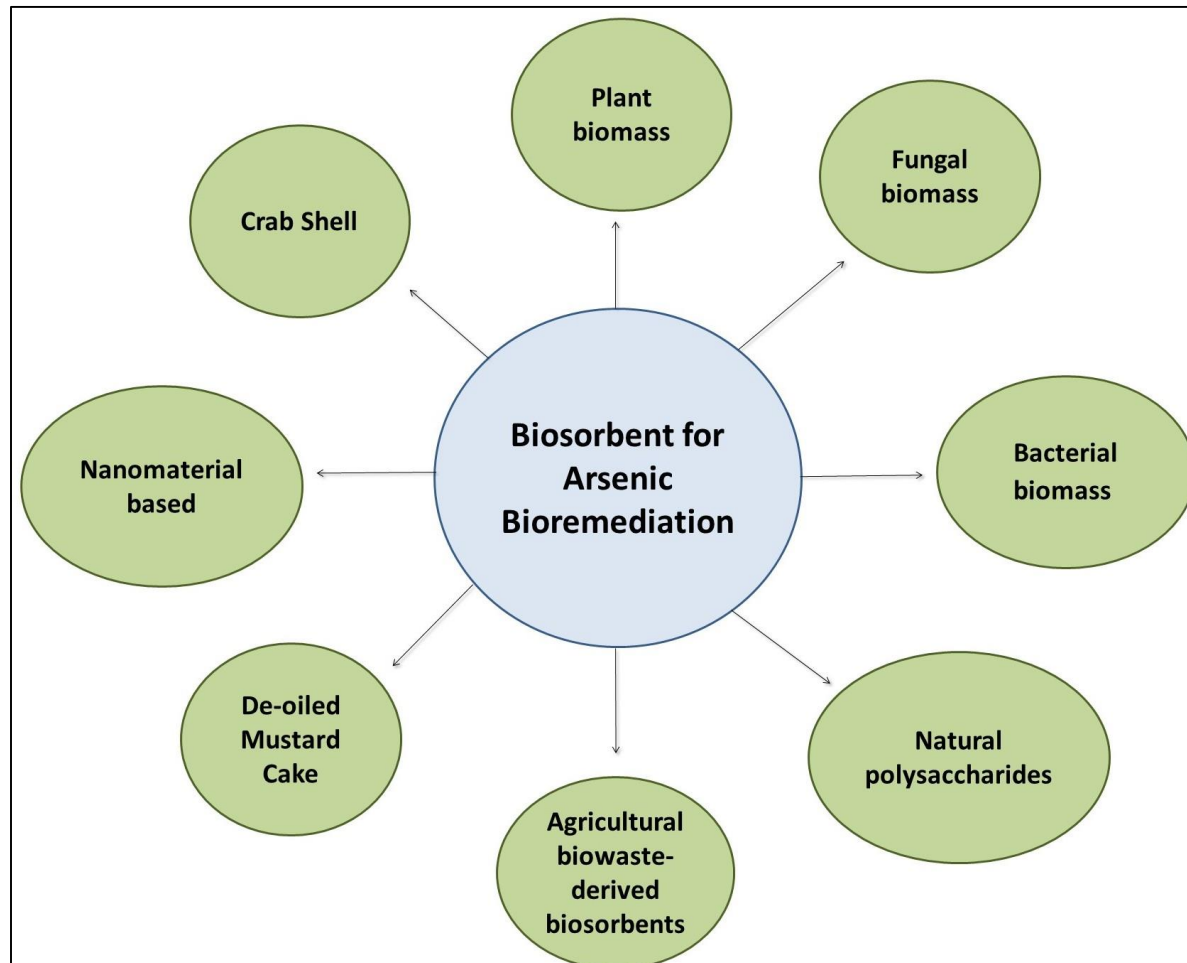 Plant
biomass
Fungal
biomass
Crab Shell
Biosorbent for
Arsenic
Bioremediation
Bacterial
biomass
Nanomaterial
based
De-oiled
Mustard
Cake
Natural
polysaccharides
Agricultural
biowaste-
derived
biosorbents